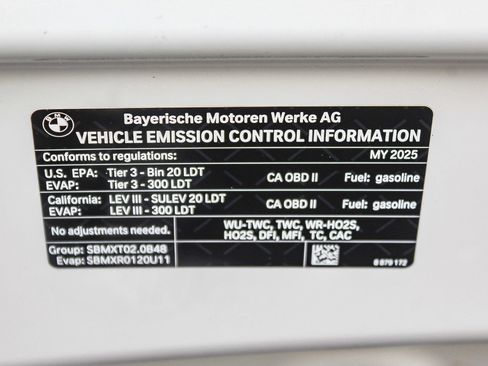 BMW
Bayerische Motoren Werke AG
VEHICLE EMISSION CONTROL INFORMATION
Conforms to regulations: MY 2025
U.S. EPA: Tier 3 - Bin 20 LDT CA OBD II Fuel: gasoline
EVAP: Tier 3 - 300 LDT
California: LEV III - SULEV 20 LDT CA OBD II Fuel: gasoline
EVAP: LEV III - 300 LDT
No adjustments needed. WU-TWC, TWC, WR-HO2S,
HO2S, DFI, MFI, TC, CAC
Group: SBMXT02.0B48
Evap: SBMXR0120U11
8 879 172